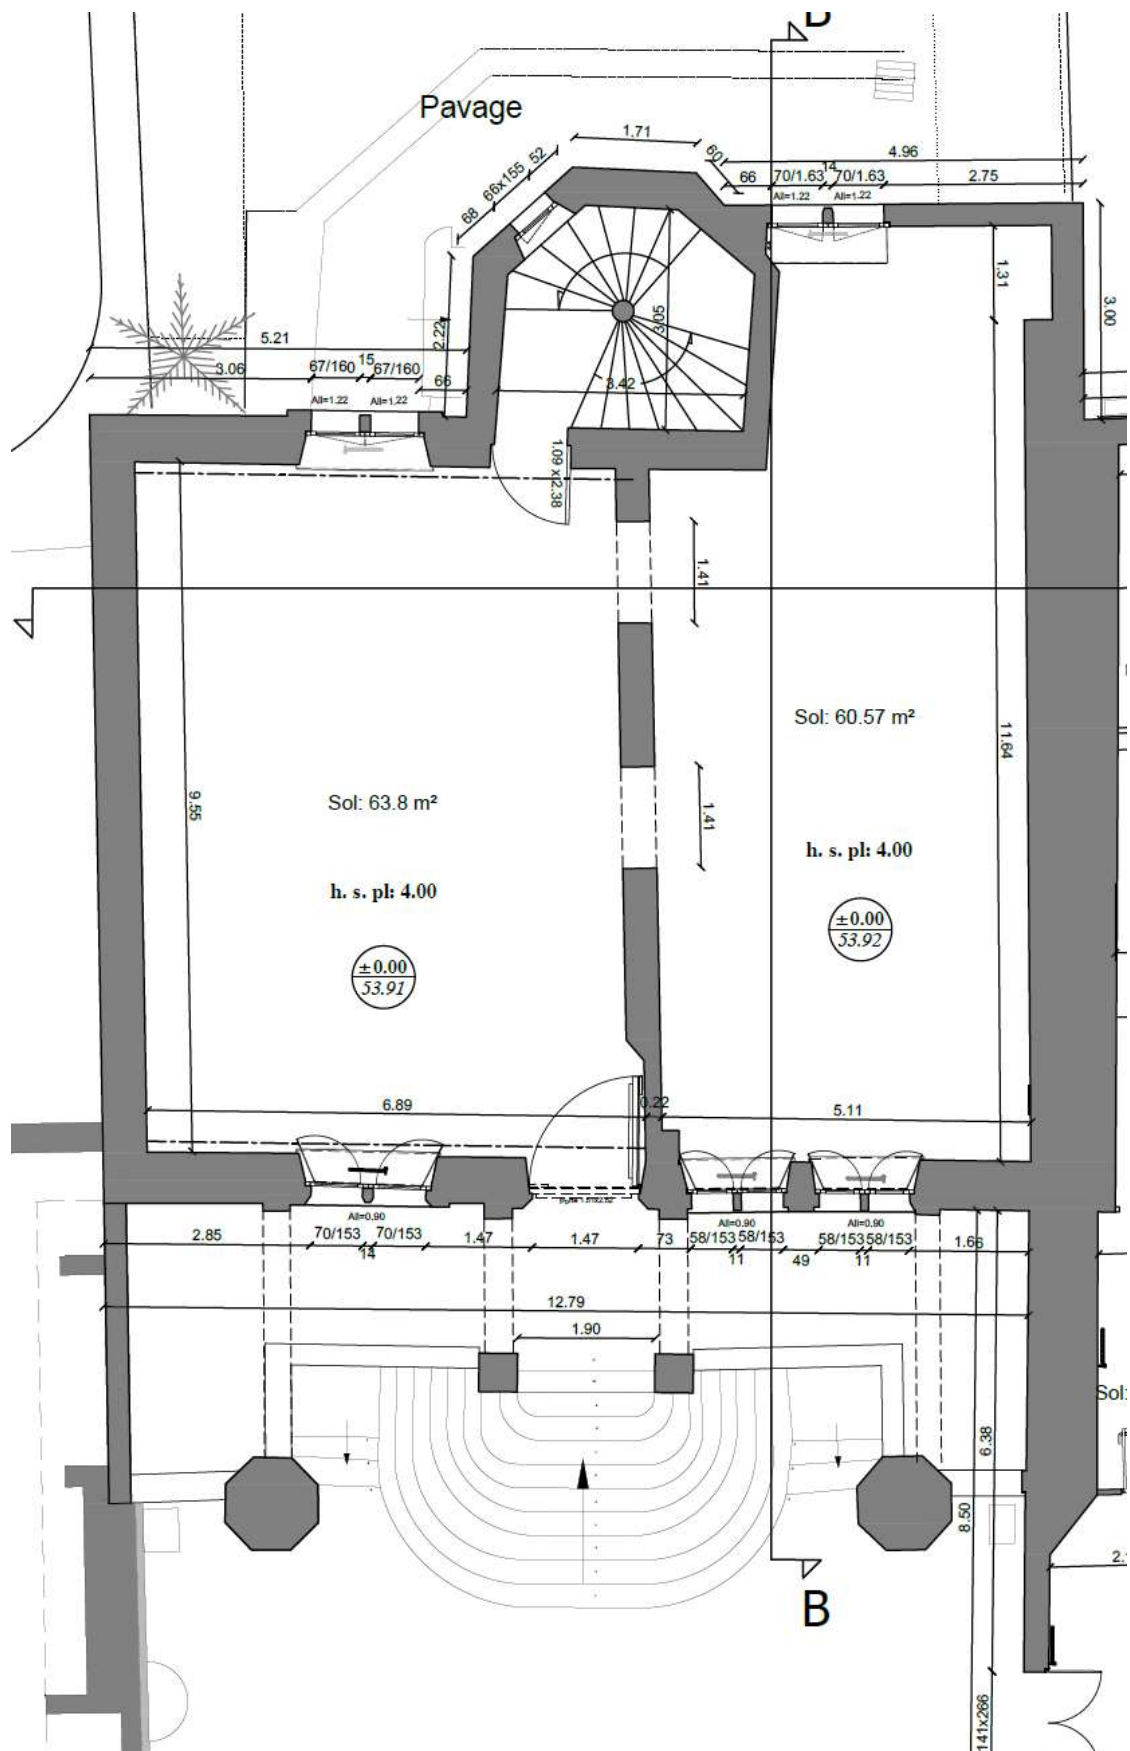 B
Pavage
1.71
60
4.96
14
66
70/1.63
70/1.63
2.75
All=1.22
All=1.22
66x155
52
68
1.31
3.00
2.22
3.05
3.42
5.21
3.06
67/160
15
67/160
66
All=1.22
All=1.22
1.09 x 2.38
1.41
Sol: 60.57 m²
11.64
9.55
Sol: 63.8 m²
1.41
h. s. pl: 4.00
h. s. pl: 4.00
±0.00
53.92
±0.00
53.91
6.89
0.22
5.11
All=0.90
All=0.90
All=0.90
2.85
70/153
70/153
14
1.47
1.47
73
58/153
58/153
11
49
58/153
58/153
11
1.66
12.79
1.90
Sol:
6.38
8.50
2.
B
141x266